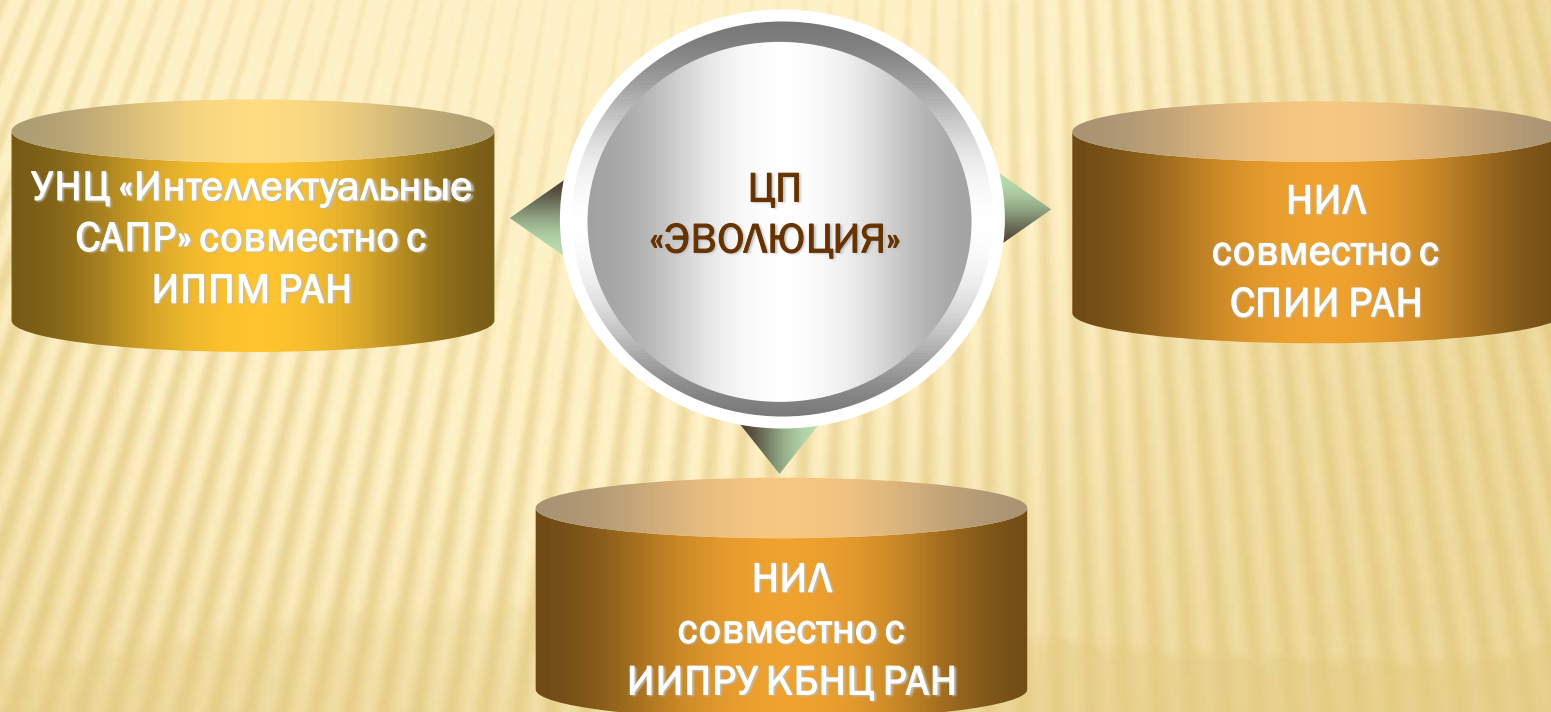 ЦП
«ЭВОЛЮЦИЯ»
УНЦ «Интеллектуальные
САПР» совместно с
ИППМ РАН
НИЛ
совместно с
СПИИ РАН
НИЛ
совместно с
ИИПРУ КБНЦ РАН